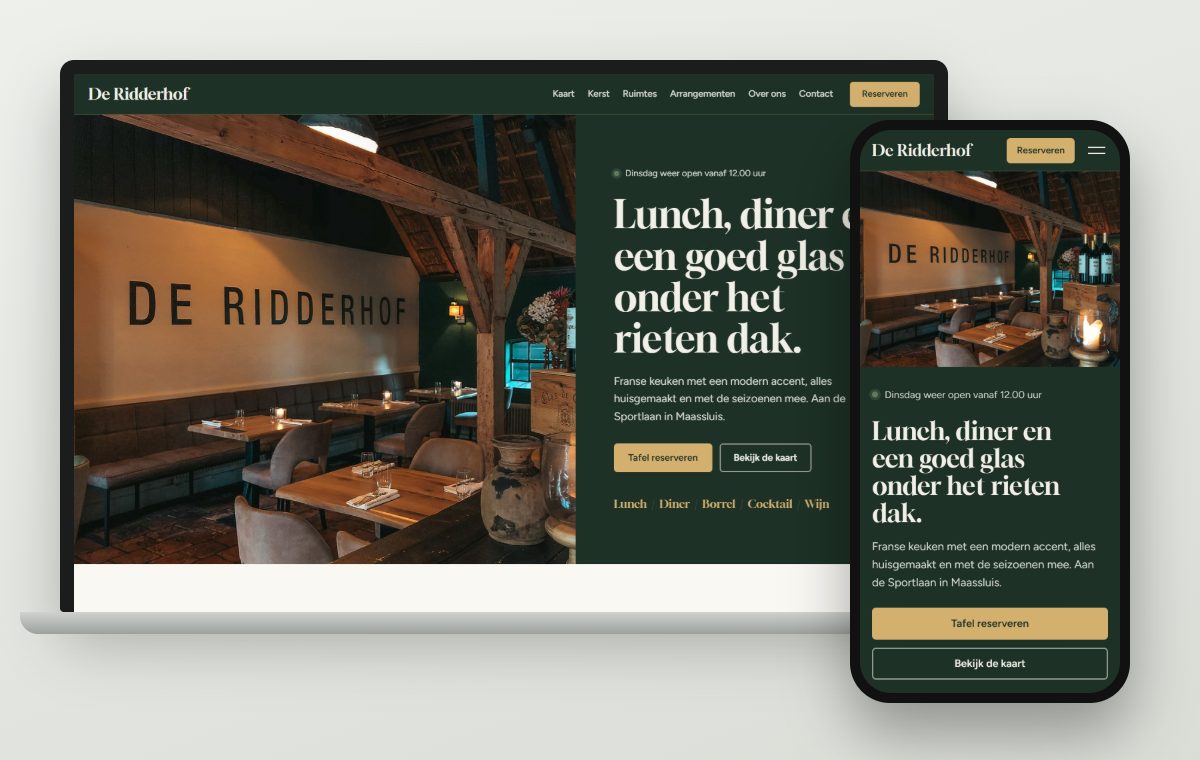 De Ridderhof
Kaart Kerst Ruimtes Arrangementen Over ons Contact Reserveren
DE RIDDERHOF
Dinsdag weer open vanaf 12.00 uur
Lunch, diner
een goed glas
onder het
rieten dak.
Franse keuken met een modern accent, alles
huisgemaakt en met de seizoenen mee. Aan de
Sportlaan in Maassluis.
Tafel reserveren Bekijk de kaart
Lunch / Diner / Borrel / Cocktail / Wijn
De Ridderhof Reserveren
DE RIDDERHOF
Dinsdag weer open vanaf 12.00 uur
Lunch, diner en
een goed glas
onder het rieten
dak.
Franse keuken met een modern accent, alles
huisgemaakt en met de seizoenen mee. Aan
de Sportlaan in Maassluis.
Tafel reserveren
Bekijk de kaart